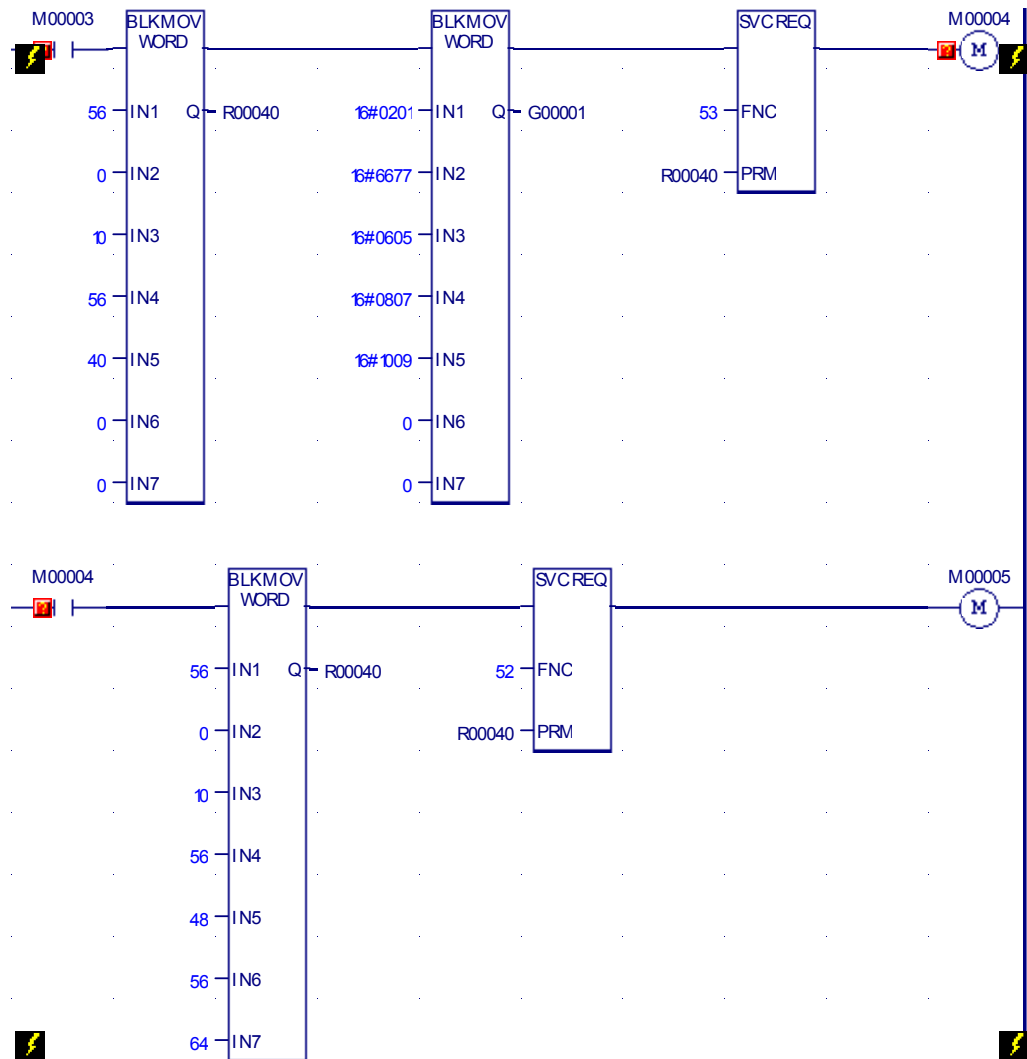 M00003 BLKMOV BLKMOV SVCREQ M00004
WORD WORD
M
56 IN1 Q R00040 16#0201 IN1 Q G00001 53 FNC
0 IN2 16#6677 IN2 R00040 PRM
10 IN3 16#0605 IN3
56 IN4 16#0807 IN4
40 IN5 16#1009 IN5
0 IN6 0 IN6
0 IN7 0 IN7
M00004 BLKMOV SVCREQ M00005
WORD
M
56 IN1 Q R00040 52 FNC
0 IN2 R00040 PRM
10 IN3
56 IN4
48 IN5
56 IN6
64 IN7